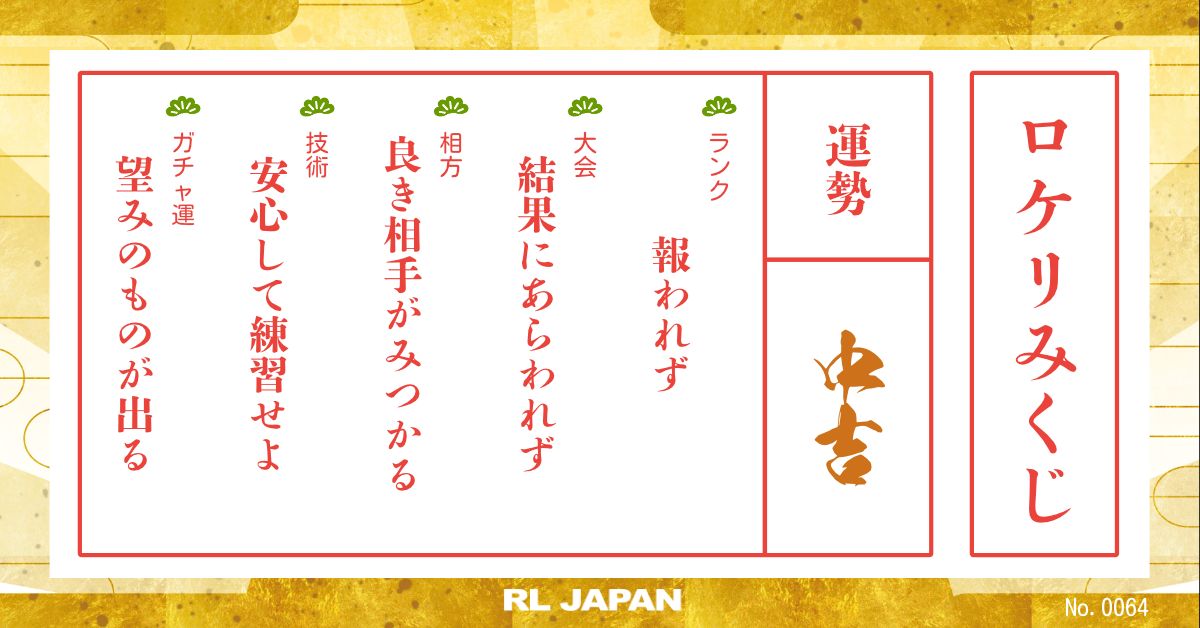 ロケリみくじ
運勢
中吉
ランク
報われず
大会
結果にあらわれず
相方
良き相手がみつかる
技術
安心して練習せよ
ガチャ運
望みのものが出る
RL JAPAN
No. 0064